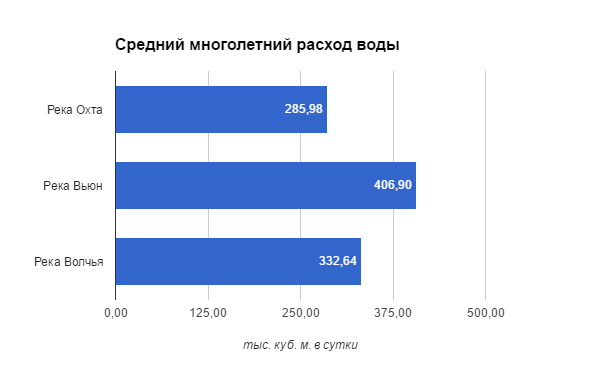 Средний многолетний расход воды
Река Охта
285,98
Река Вьюн
406,90
Река Волчья
332,64
0,00 125,00 250,00 375,00 500,00
тыс. куб. м. в сутки